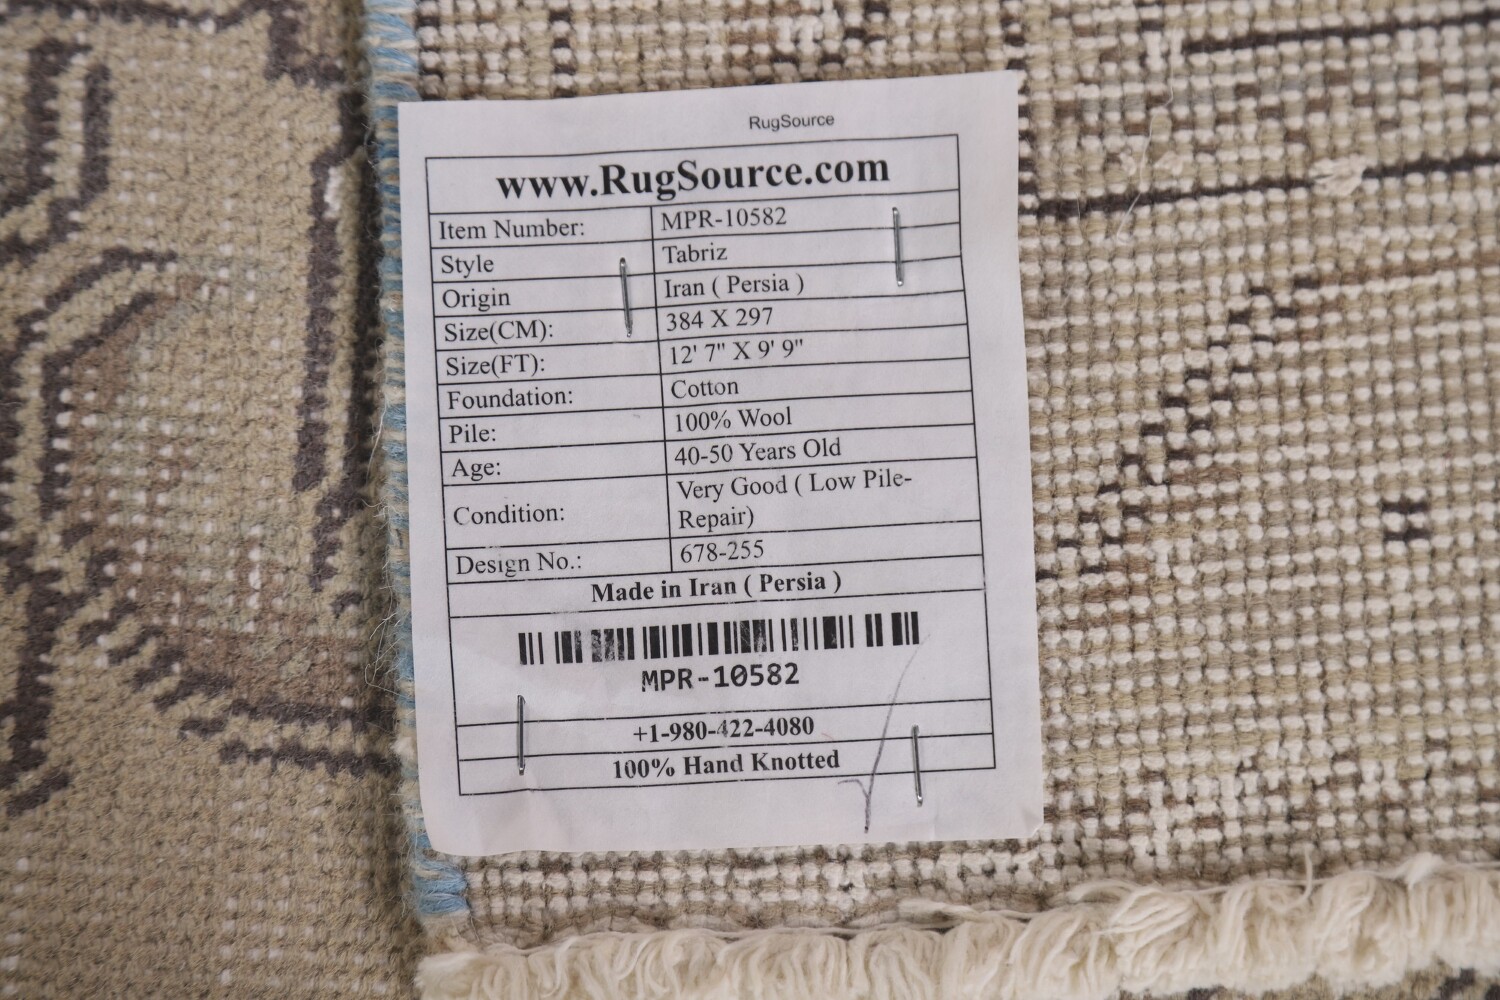 RugSource
www.RugSource.com
Item Number: MPR-10582
Style Tabriz
Origin Iran ( Persia )
Size(CM): 384 X 297
Size(FT): 12' 7" X 9' 9"
Foundation: Cotton
Pile: 100% Wool
Age: 40-50 Years Old
Condition: Very Good ( Low Pile-
Repair)
Design No.: 678-255
Made in Iran ( Persia )
MPR-10582
+1-980-422-4080
100% Hand Knotted